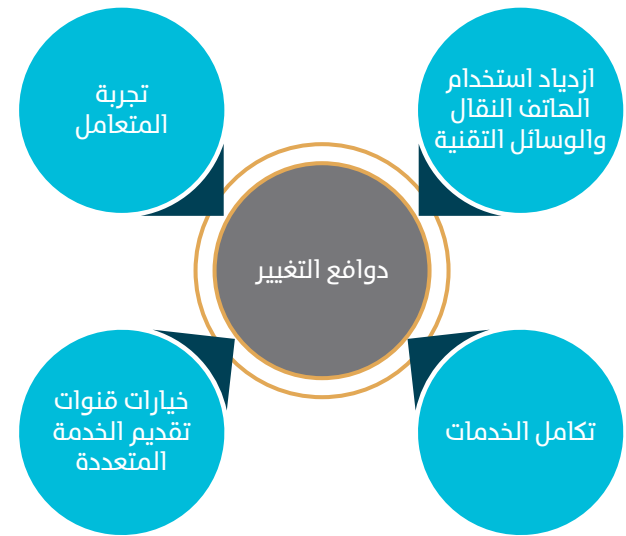 ازدياد استخدام
الهاتف النقال
والوسائل التقنية
تجربة
المتعامل
دوافع التغيير
تكامل الخدمات
خيارات قنوات
تقديم الخدمة
المتعددة